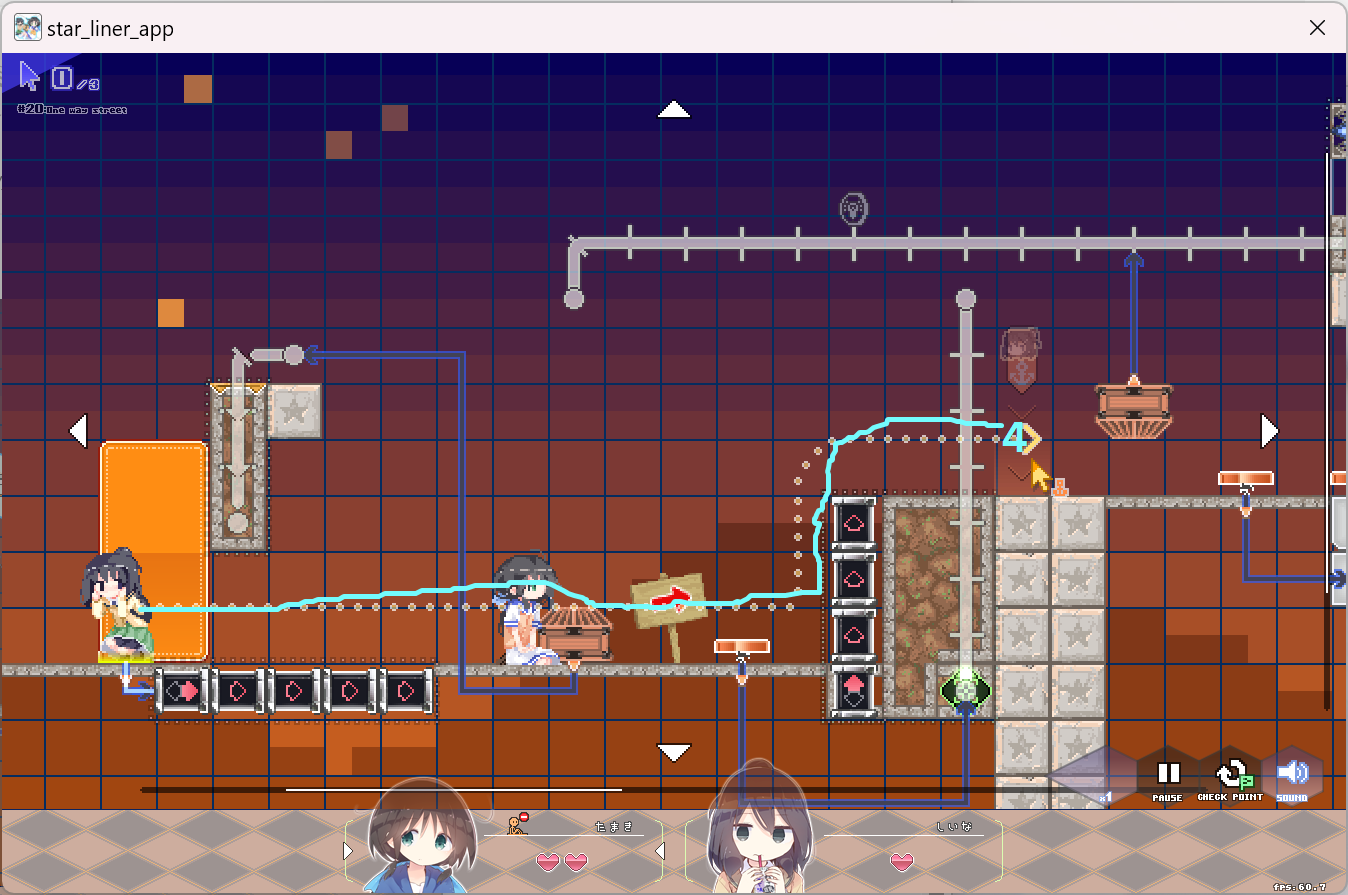 star_liner_app
/3
#20:One way street
4
x1
PAUSE
CHECK POINT
SOUND
たまき
しいな
fps:60.7